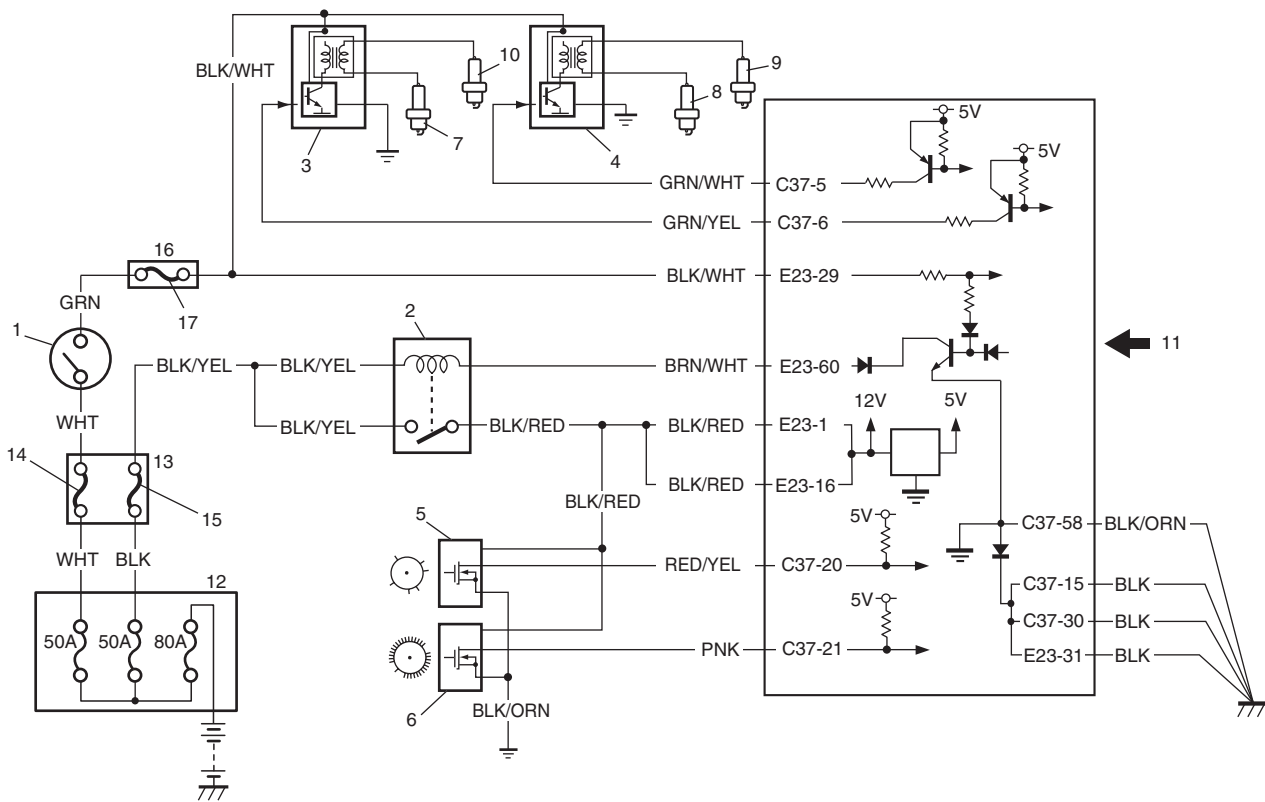 10
9
BLK/WHT
8
7
3
4
5V
5V
GRN/WHT C37-5
GRN/YEL C37-6
16
BLK/WHT E23-29
GRN
17
1
2
11
BLK/YEL BLK/YEL
BRN/WHT E23-60
12V 5V
WHT
BLK/YEL
BLK/RED
BLK/RED E23-1
14
13
BLK/RED E23-16
15
BLK/RED
5
5V
C37-58 BLK/ORN
WHT BLK
RED/YEL C37-20
12
C37-15 BLK
5V
C37-30 BLK
50A 50A 80A
PNK C37-21
E23-31 BLK
6
BLK/ORN